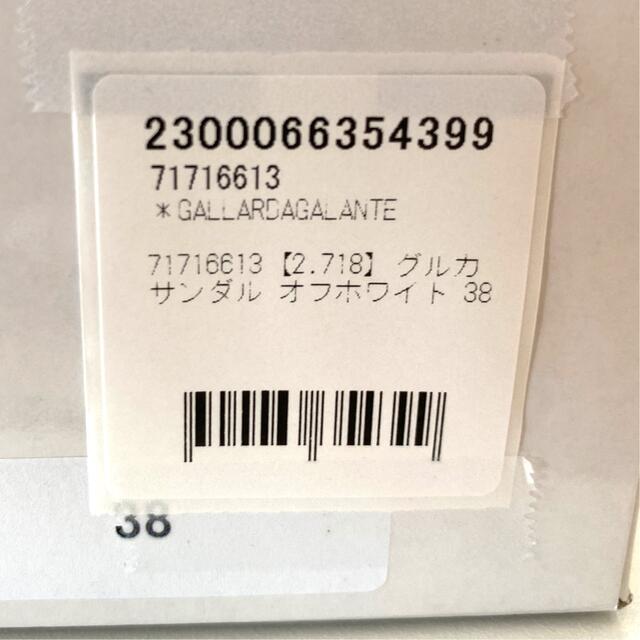 2300066354399
71716613
*GALLARDAGALANTE
71716613【2.718】グルカ
サンダル オフホワイト 38
38